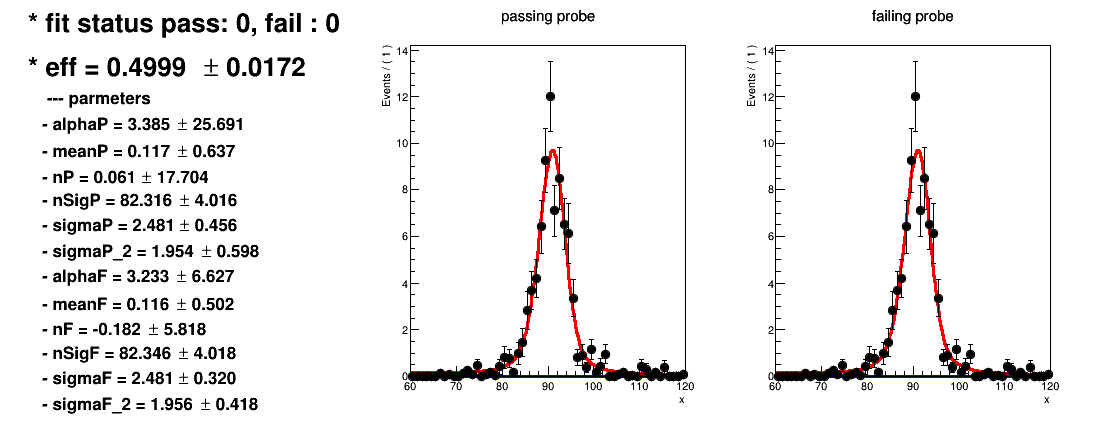 * fit status pass: 0, fail : 0
* eff = 0.4999 ± 0.0172
--- parmeters
- alphaP = 3.385 ± 25.691
- meanP = 0.117 ± 0.637
- nP = 0.061 ± 17.704
- nSigP = 82.316 ± 4.016
- sigmaP = 2.481 ± 0.456
- sigmaP_2 = 1.954 ± 0.598
- alphaF = 3.233 ± 6.627
- meanF = 0.116 ± 0.502
- nF = -0.182 ± 5.818
- nSigF = 82.346 ± 4.018
- sigmaF = 2.481 ± 0.320
- sigmaF_2 = 1.956 ± 0.418
passing probe
Events / ( 1 )
14
12
10
8
6
4
2
0
60 70 80 90 100 110 120
x
failing probe
Events / ( 1 )
14
12
10
8
6
4
2
0
60 70 80 90 100 110 120
x